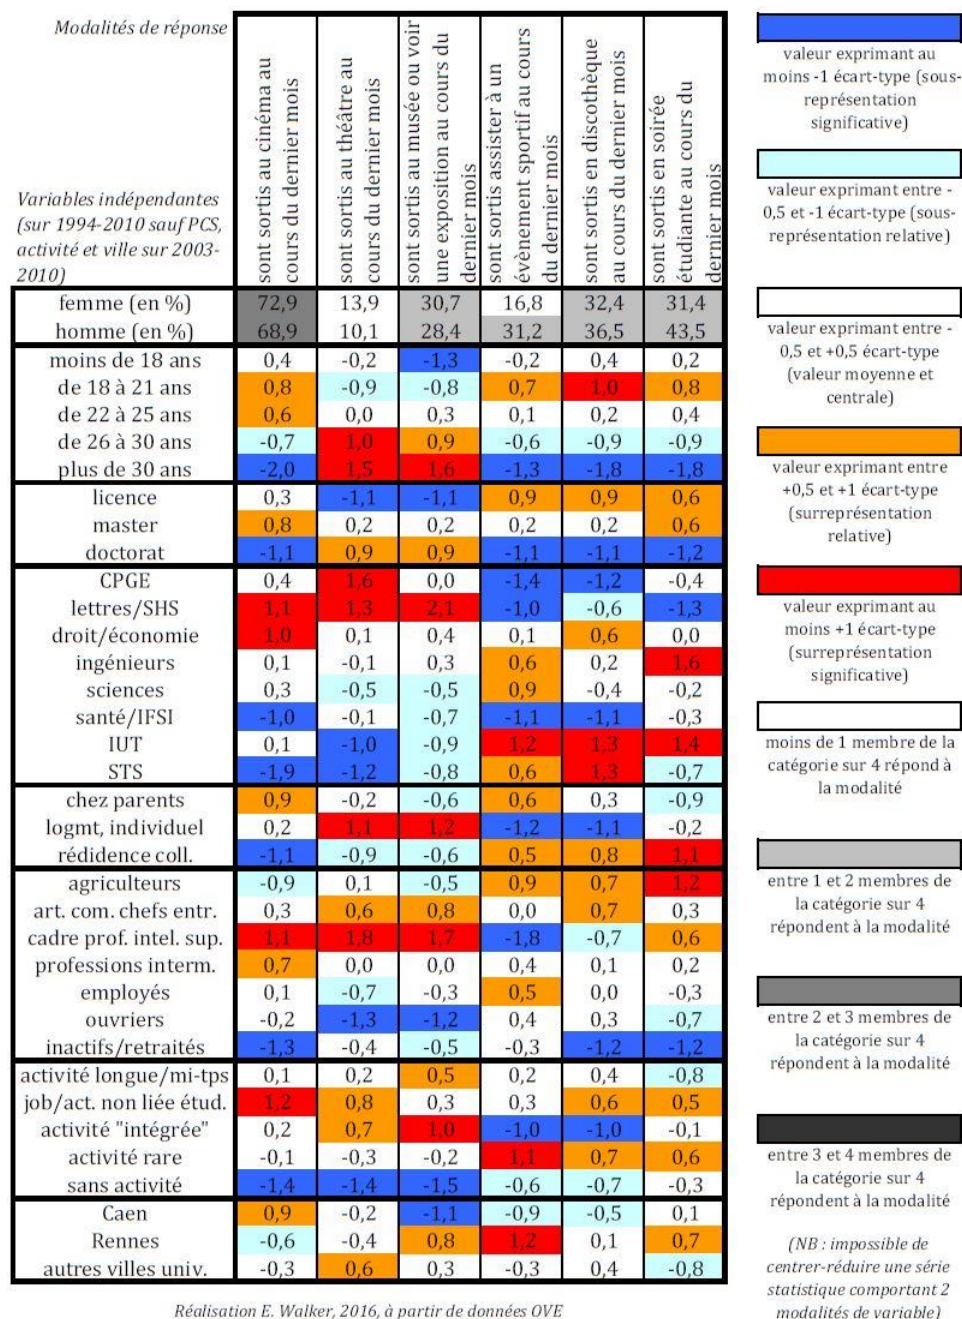 Modalités de réponse
Variables indépendantes
(sur 1994-2010 sauf PCS,
activité et ville sur 2003-
2010)
sont sortis au cinéma au
cours du dernier mois
sont sortis au théâtre au
cours du dernier mois
sont sortis au musée ou voir
une exposition au cours du
dernier mois
sont sortis assister à un
évènement sportif au cours
du dernier mois
sont sortis en discothèque
au cours du dernier mois
sont sortis en soirée
étudiante au cours du
dernier mois
femme (en %) 72,9 13,9 30,7 16,8 32,4 31,4
homme (en %) 68,9 10,1 28,4 31,2 36,5 43,5
moins de 18 ans 0,4 -0,2 -1,3 -0,2 0,4 0,2
de 18 à 21 ans 0,8 -0,9 -0,8 0,7 1,0 0,8
de 22 à 25 ans 0,6 0,0 0,3 0,1 0,2 0,4
de 26 à 30 ans -0,7 1,0 0,9 -0,6 -0,9 -0,9
plus de 30 ans -2,0 1,5 1,6 -1,3 -1,8 -1,8
licence 0,3 -1,1 -1,1 0,9 0,9 0,6
master 0,8 0,2 0,2 0,2 0,2 0,6
doctorat -1,1 0,9 0,9 -1,1 -1,1 -1,2
CPGE 0,4 1,6 0,0 -1,4 -1,2 -0,4
lettres/SHS 1,1 1,3 2,1 -1,0 -0,6 -1,3
droit/économie 1,0 0,1 0,4 0,1 0,6 0,0
ingénieurs 0,1 -0,1 0,3 0,6 0,2 1,6
sciences 0,3 -0,5 -0,5 0,9 -0,4 -0,2
santé/IFSI -1,0 -0,1 -0,7 -1,1 -1,1 -0,3
IUT 0,1 -1,0 -0,9 1,2 1,3 1,4
STS -1,9 -1,2 -0,8 0,6 1,3 -0,7
chez parents 0,9 -0,2 -0,6 0,6 0,3 -0,9
logmt, individuel 0,2 1,1 1,2 -1,2 -1,1 -0,2
rédidence coll. -1,1 -0,9 -0,6 0,5 0,8 1,1
agriculteurs -0,9 0,1 -0,5 0,9 0,7 1,2
art. com. chefs entr. 0,3 0,6 0,8 0,0 0,7 0,3
cadre prof. intel. sup. 1,1 1,8 1,7 -1,8 -0,7 0,6
professions interm. 0,7 0,0 0,0 0,4 0,1 0,2
employés 0,1 -0,7 -0,3 0,5 0,0 -0,3
ouvriers -0,2 -1,3 -1,2 0,4 0,3 -0,7
inactifs/retraités -1,3 -0,4 -0,5 -0,3 -1,2 -1,2
activité longue/mi-tps 0,1 0,2 0,5 0,2 0,4 -0,8
job/act. non liée étud. 1,2 0,8 0,3 0,3 0,6 0,5
activité "intégrée" 0,2 0,7 1,0 -1,0 -1,0 -0,1
activité rare -0,1 -0,3 -0,2 1,1 0,7 0,6
sans activité -1,4 -1,4 -1,5 -0,6 -0,7 -0,3
Caen 0,9 -0,2 -1,1 -0,9 -0,5 0,1
Rennes -0,6 -0,4 0,8 1,2 0,1 0,7
autres villes univ. -0,3 0,6 0,3 -0,3 0,4 -0,8
Réalisation E. Walker, 2016, à partir de données OVE
valeur exprimant au
moins -1 écart-type (sous-
représentation
significative)
valeur exprimant entre -
0,5 et -1 écart-type (sous-
représentation relative)
valeur exprimant entre -
0,5 et +0,5 écart-type
(valeur moyenne et
centrale)
valeur exprimant entre
+0,5 et +1 écart-type
(surreprésentation
relative)
valeur exprimant au
moins +1 écart-type
(surreprésentation
significative)
moins de 1 membre de la
catégorie sur 4 répond à
la modalité
entre 1 et 2 membres de
la catégorie sur 4
répondent à la modalité
entre 2 et 3 membres de
la catégorie sur 4
répondent à la modalité
entre 3 et 4 membres de
la catégorie sur 4
répondent à la modalité
(NB : impossible de
centrer-réduire une série
statistique comportant 2
modalités de variable)